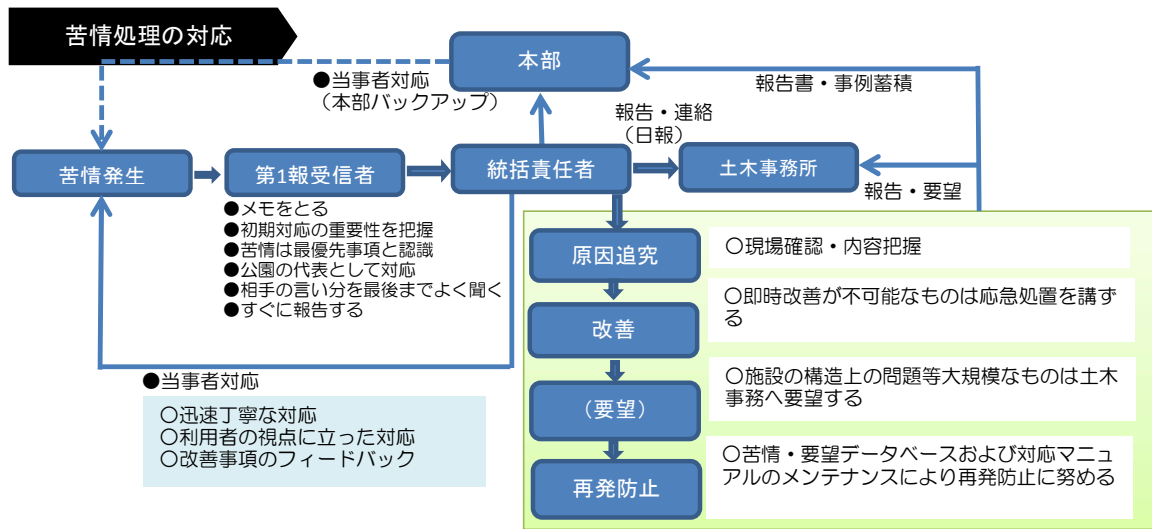 苦情処理の対応
本部
●当事者対応
（本部バックアップ）
報告書・事例蓄積
報告・連絡
（日報）
苦情発生
第1報受信者
統括責任者
土木事務所
報告・要望
●メモをとる
●初期対応の重要性を把握
●苦情は最優先事項と認識
●公園の代表として対応
●相手の言い分を最後までよく聞く
●すぐに報告する
原因追究
〇現場確認・内容把握
改善
〇即時改善が不可能なものは応急処置を講ず
る
（要望）
〇施設の構造上の問題等大規模なものは土木
事務へ要望する
再発防止
〇苦情・要望データベースおよび対応マニュ
アルのメンテナンスにより再発防止に努める
●当事者対応
〇迅速丁寧な対応
〇利用者の視点に立った対応
〇改善事項のフィードバック